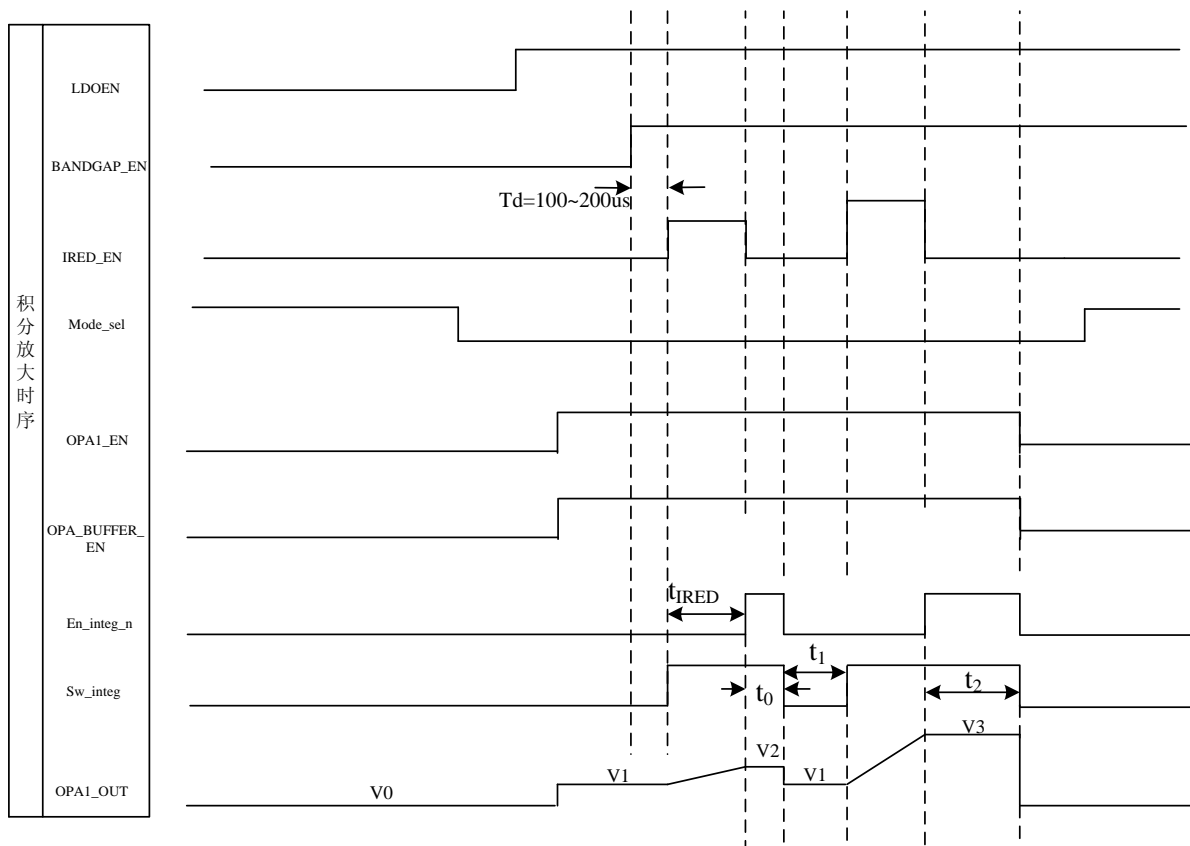 积分放大时序
LDOEN
BANDGAP_EN
Td=100~200us
IRED_EN
Mode_sel
OPA1_EN
OPA_BUFFER_
EN
tIRED
En_integ_n
t1
Sw_integ
t0
t2
V3
V2
V1
V1
OPA1_OUT
V0